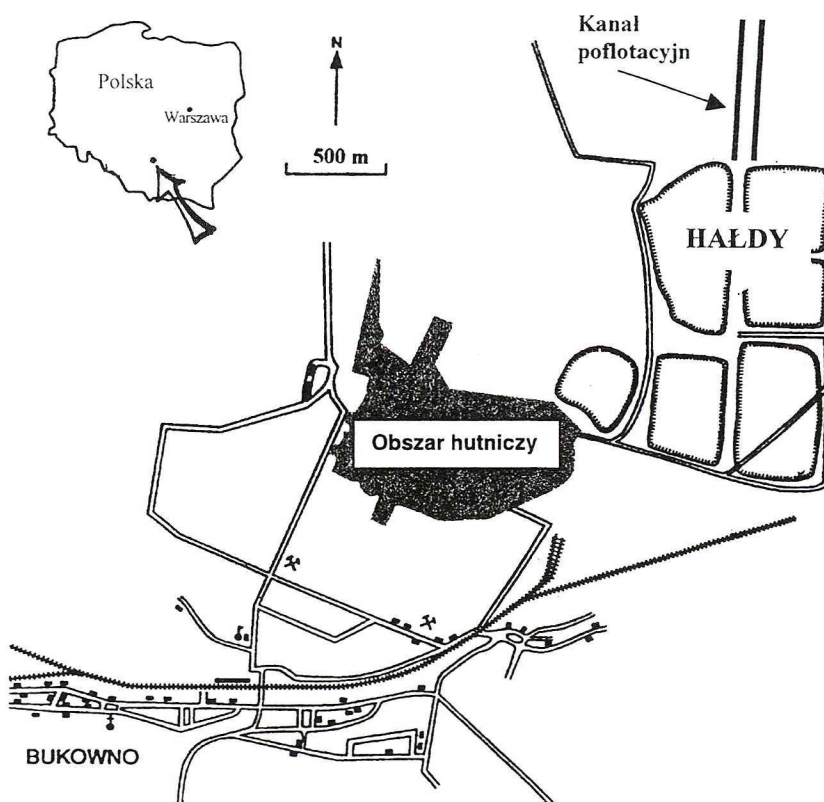 Polska
Warszawa
N
500 m
Kanał
poflotacyjn
HAŁDY
Obszar hutniczy
BUKOWNO